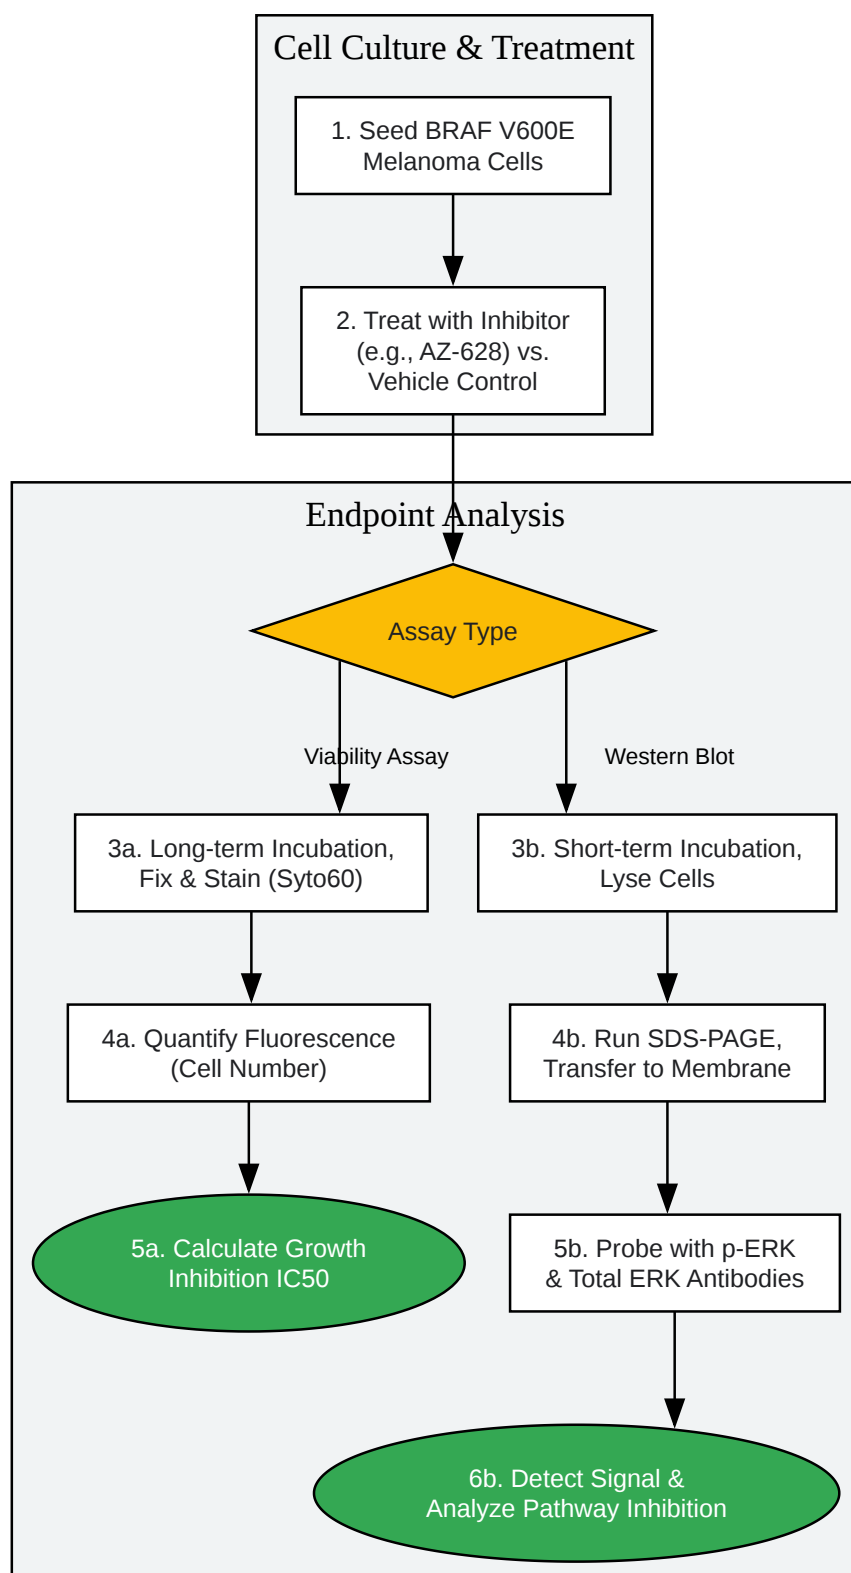 Cell Culture & Treatment
1. Seed BRAF V600E
Melanoma Cells
2. Treat with Inhibitor
(e.g., AZ-628) vs.
Vehicle Control
Endpoint Analysis
Assay Type
Viability Assay
Western Blot
3a. Long-term Incubation,
Fix & Stain (Syto60)
3b. Short-term Incubation,
Lyse Cells
4a. Quantify Fluorescence
(Cell Number)
4b. Run SDS-PAGE,
Transfer to Membrane
5a. Calculate Growth
Inhibition IC50
5b. Probe with p-ERK
& Total ERK Antibodies
6b. Detect Signal &
Analyze Pathway Inhibition